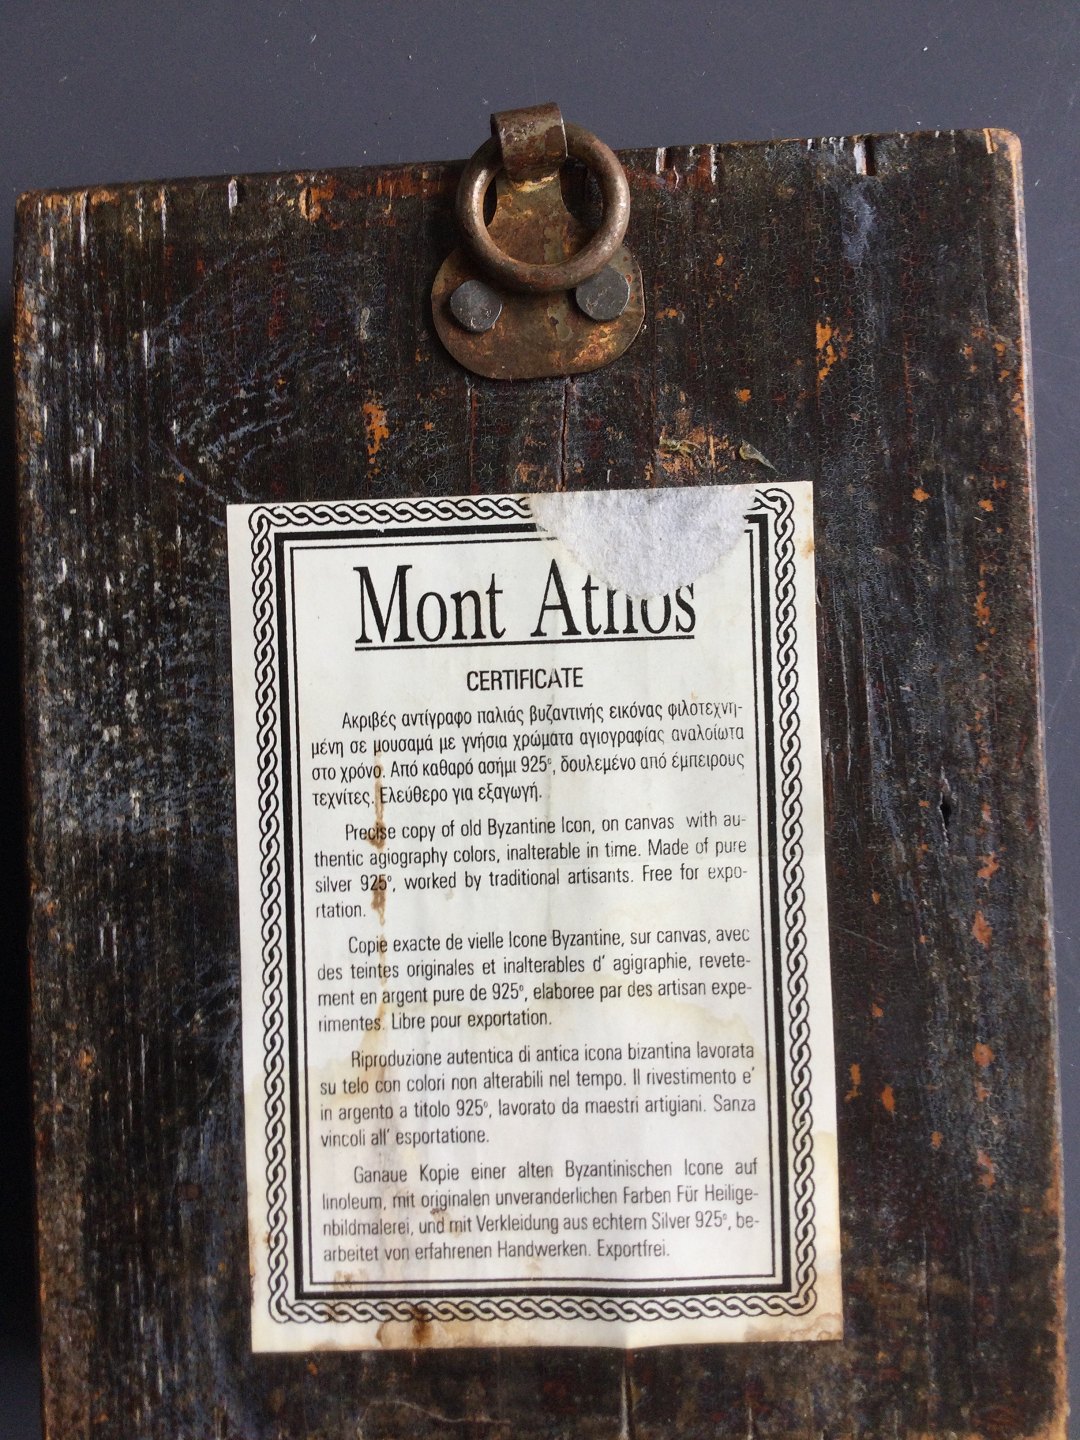 Mont Athos
CERTIFICATE
Ακριβές αντίγραφο παλιάς βυζαντινής εικόνας φιλοτεχνη-
μένη σε μουσαμά με γνήσια χρώματα αγιογραφίας αναλοίωτα
στο χρόνο. Από καθαρό ασήμι 925º, δουλεμένο από έμπειρους
τεχνίτες. Ελεύθερο για εξαγωγή.
Precise copy of old Byzantine Icon, on canvas with au-
thentic agiography colors, inalterable in time. Made of pure
silver 925º, worked by traditional artisants. Free for expo-
rtation.
Copie exacte de vielle Icone Byzantine, sur canvas, avec
des teintes originales et inalterables d' agigraphie, revete-
ment en argent pure de 925º, elaboree par des artisan expe-
rimentes. Libre pour exportation.
Riproduzione autentica di antica icona bizantina lavorata
su telo con colori non alterabili nel tempo. Il rivestimento e'
in argento a titolo 925º, lavorato da maestri artigiani. Sanza
vincoli all' esportatione.
Ganaue Kopie einer alten Byzantinischen Icone auf
linoleum, mit originalen unveranderlichen Farben Für Heilige-
nbildmalerei, und mit Verkleidung aus echtem Silver 925º, be-
arbeitet von erfahrenen Handwerken. Exportfrei.